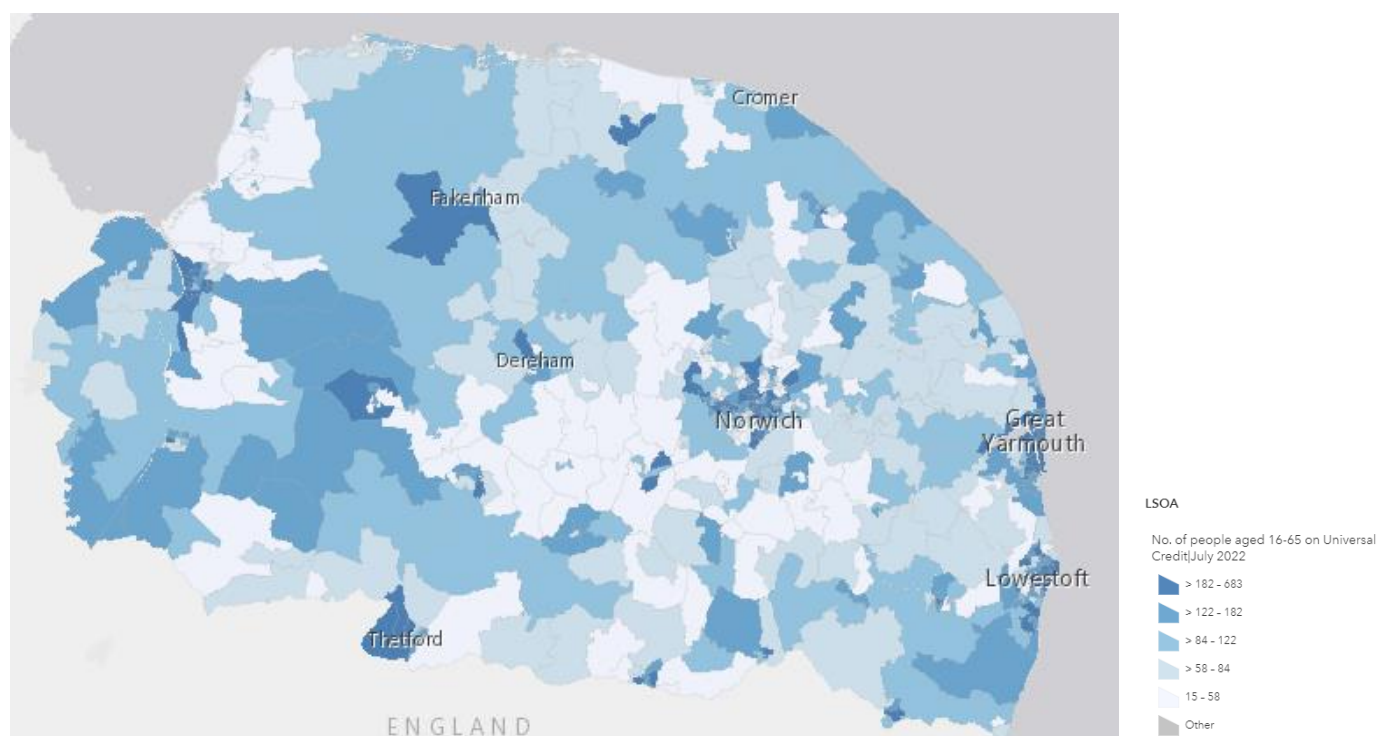 Cromer
Fakenham
Dereham
Norwich
Great
Yarmouth
Lowestoft
Thetford
ENGLAND
LSOA
No. of people aged 16-65 on Universal
Credit|July 2022
> 182 - 683
> 122 - 182
> 84 - 122
> 58 - 84
15 - 58
Other